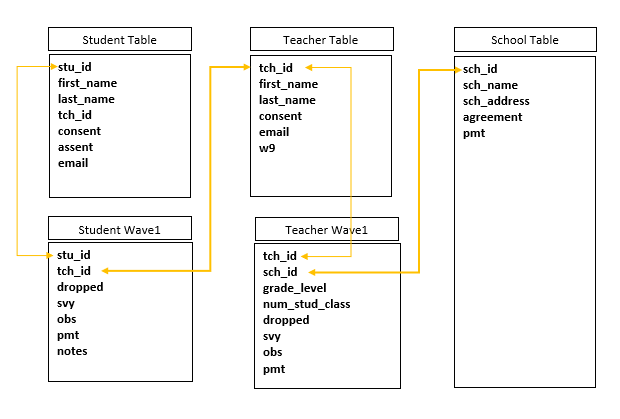 Student Table
stu_id
first_name
last_name
tch_id
consent
assent
email
Teacher Table
tch_id
first_name
last_name
consent
email
w9
School Table
sch_id
sch_name
sch_address
agreement
pmt
Student Wave1
stu_id
tch_id
dropped
svy
obs
pmt
notes
Teacher Wave1
tch_id
sch_id
grade_level
num_stud_class
dropped
svy
obs
pmt